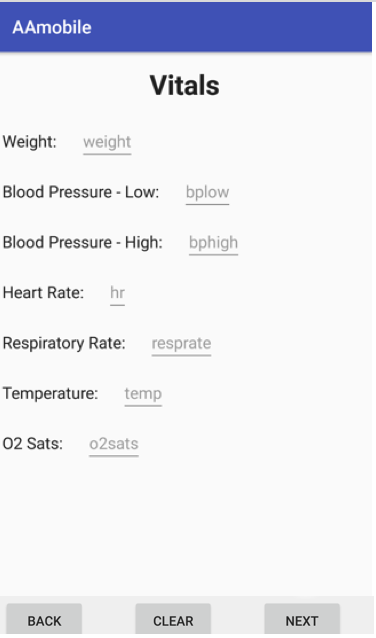 AAmobile
Vitals
Weight: weight
Blood Pressure - Low: bplow
Blood Pressure - High: bphigh
Heart Rate: hr
Respiratory Rate: resprate
Temperature: temp
O2 Sats: o2sats
BACK CLEAR NEXT